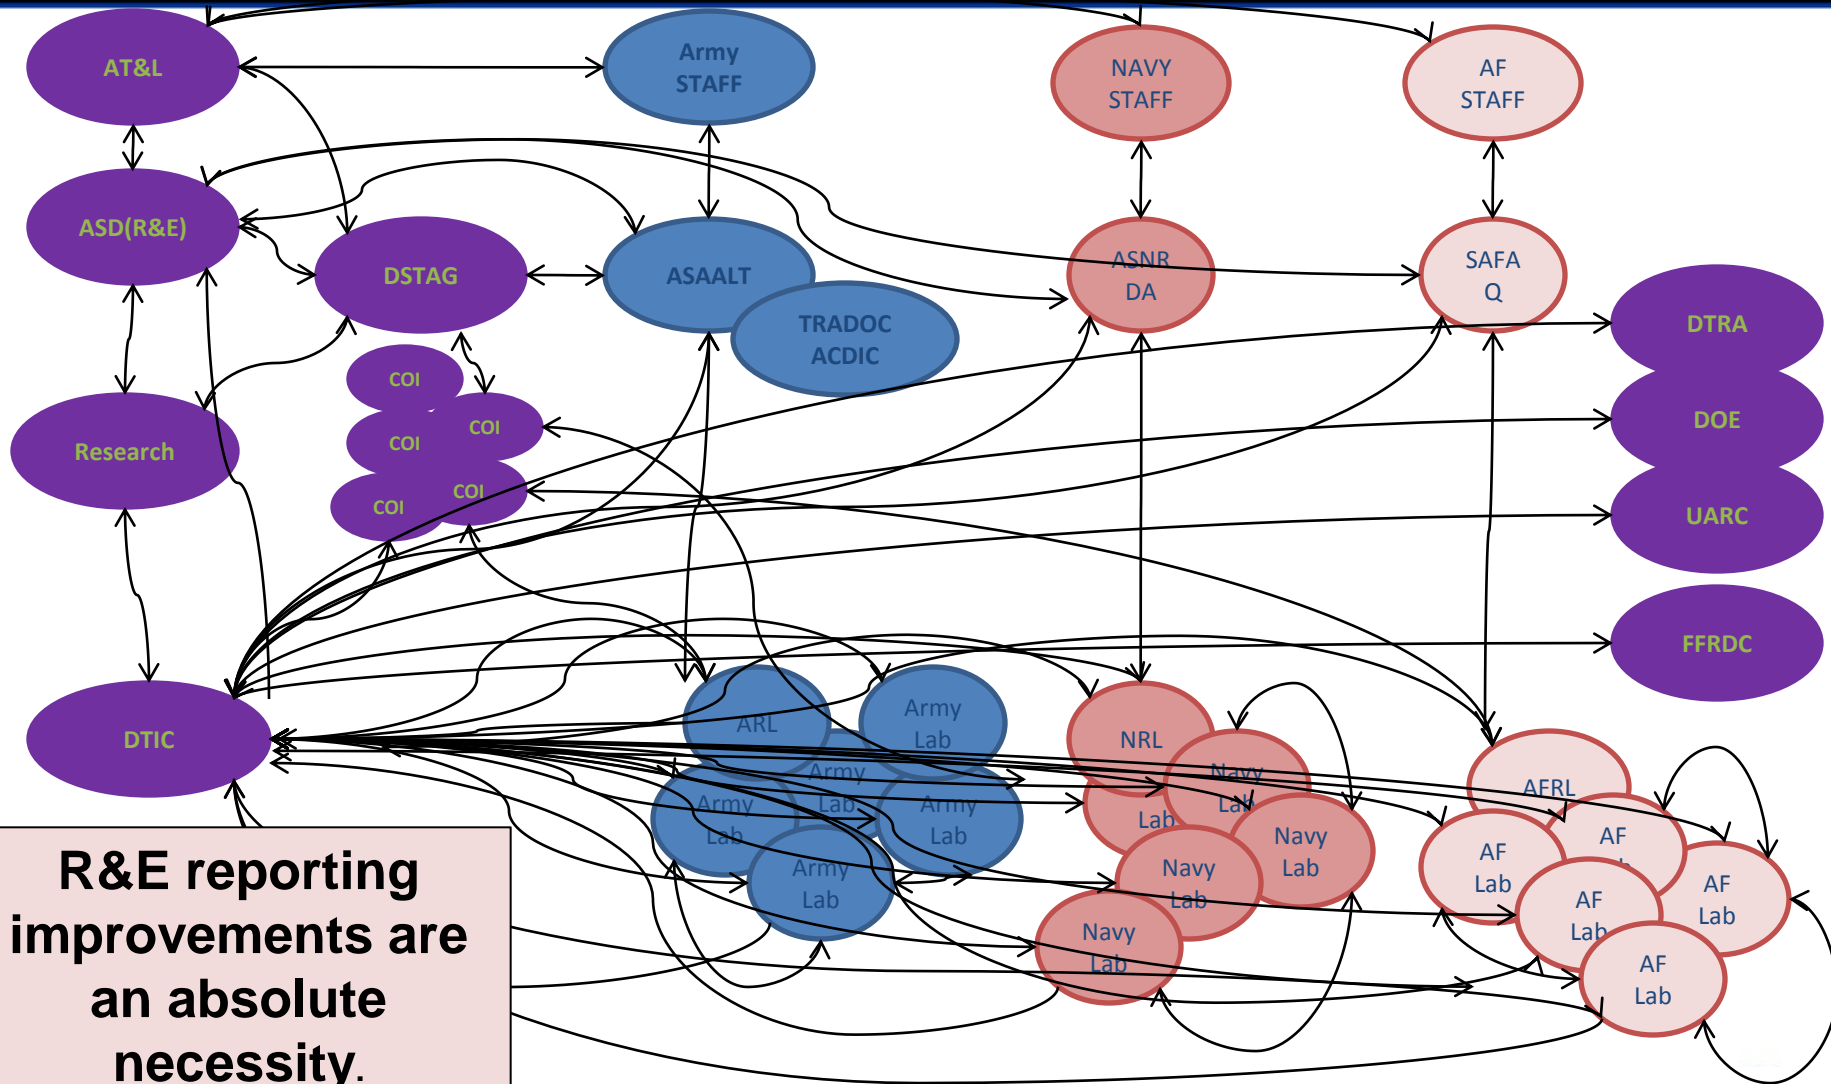 AT&L
Army
STAFF
NAVY
STAFF
AF
STAFF
ASD(R&E)
DSTAG
ASAALT
TRADOC
ACDIC
ASNR
DA
SAFA
Q
DTRA
DOE
UARC
FFRDC
COI
COI
COI
COI
COI
Research
DTIC
ARL
Army
Lab
Army
Lab
Army
Lab
Army
Lab
Army
Lab
NRL
Navy
Lab
Lab
Navy
Lab
Navy
Lab
Navy
Lab
AFRL
AF
AF
Lab
AF
Lab
AF
Lab
AF
Lab
R&E reporting
improvements are
an absolute
necessity.